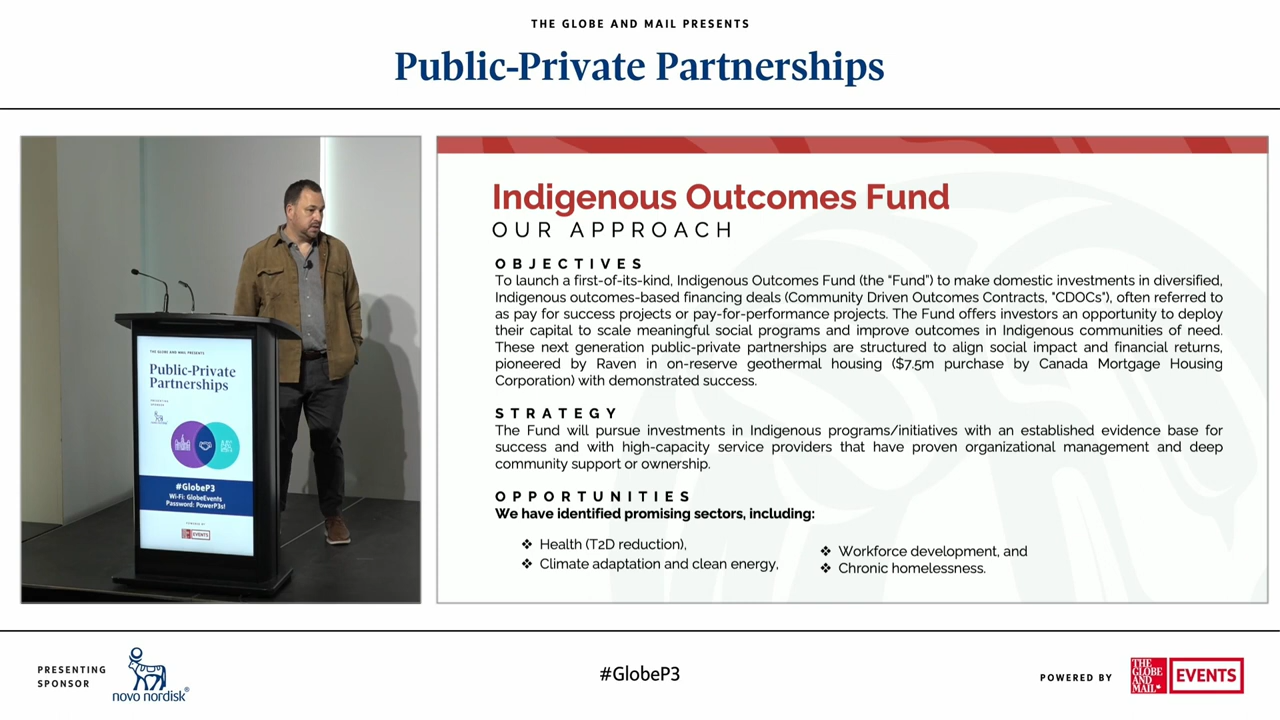 THE GLOBE AND MAIL PRESENTS
Public-Private Partnerships
Indigenous Outcomes Fund
OUR APPROACH
OBJECTIVES
To launch a first-of-its-kind, Indigenous Outcomes Fund (the "Fund") to make domestic investments in diversified,
Indigenous outcomes-based financing deals (Community Driven Outcomes Contracts, "CDOCs"), often referred to
as pay for success projects or pay-for-performance projects. The Fund offers investors an opportunity to deploy
their capital to scale meaningful social programs and improve outcomes in Indigenous communities of need.
These next generation public-private partnerships are structured to align social impact and financial returns,
pioneered by Raven in on-reserve geothermal housing ($7.5m purchase by Canada Mortgage Housing
Corporation) with demonstrated success.
STRATEGY
The Fund will pursue investments in Indigenous programs/initiatives with an established evidence base for
success and with high-capacity service providers that have proven organizational management and deep
community support or ownership.
OPPORTUNITIES
We have identified promising sectors, including:
❖ Health (T2D reduction),
❖ Climate adaptation and clean energy,
❖ Workforce development, and
❖ Chronic homelessness.
THE GLOBE AND MAIL PRESENTS
Public-Private
Partnerships
#GlobeP3
Wi-Fi: GlobeEvents
Password: PowerP3s!
EVENTS
PRESENTING
SPONSOR
novo nordisk®
#GlobeP3
POWERED BY
THE
GLOBE
AND
MAIL
EVENTS